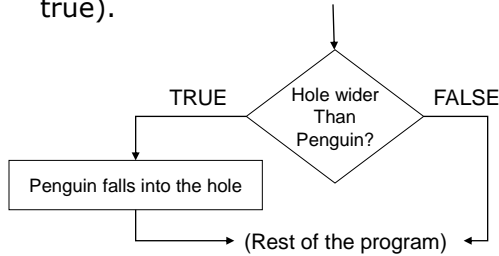 true).
TRUE
Hole wider
Than
Penguin?
FALSE
Penguin falls into the hole
(Rest of the program)